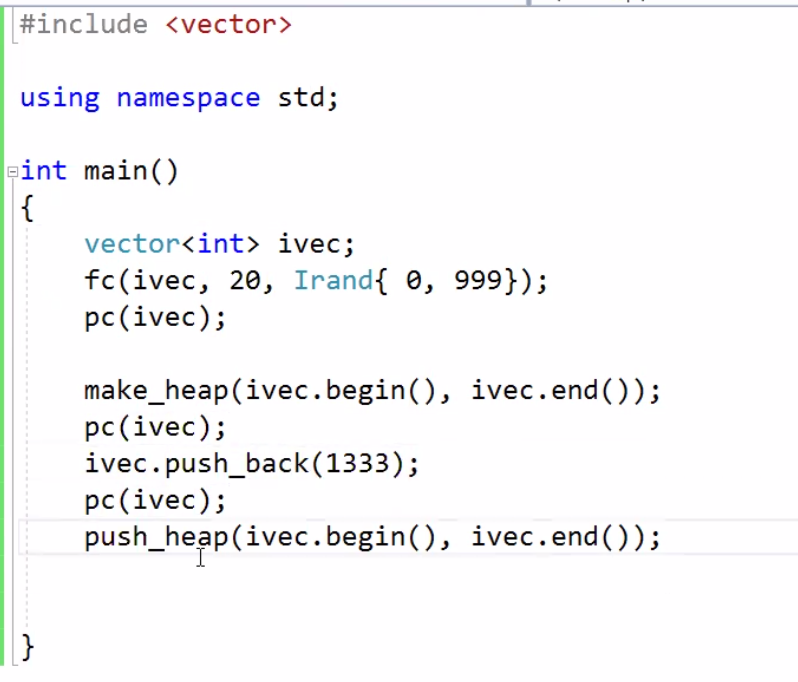 #include <vector>
using namespace std;
int main()
{
vector<int> ivec;
fc(ivec, 20, Irand{ 0, 999});
pc(ivec);
make_heap(ivec.begin(), ivec.end());
pc(ivec);
ivec.push_back(1333);
pc(ivec);
push_heap(ivec.begin(), ivec.end());
}